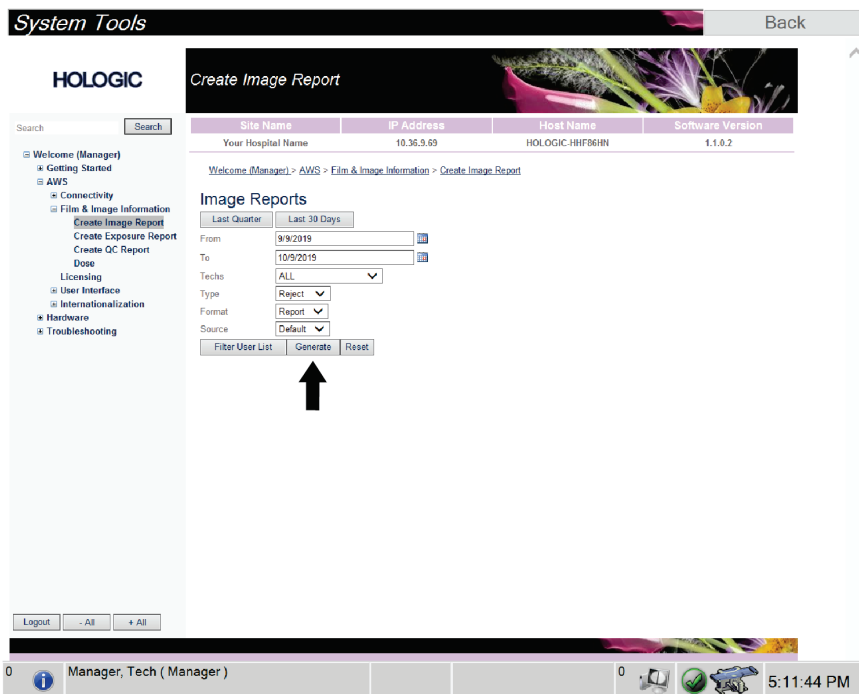 System Tools
Back
HOLOGIC
Create Image Report
Search Search
Site Name IP Address Host Name Software Version
Your Hospital Name 10.36.9.69 HOLOGIC-HHF86HN 1.1.0.2
Welcome (Manager)
Getting Started
AWS
Connectivity
Film & Image Information
Create Image Report
Create Exposure Report
Create QC Report
Dose
Licensing
User Interface
Internationalization
Hardware
Troubleshooting
Welcome (Manager) > AWS > Film & Image Information > Create Image Report
Image Reports
Last Quarter Last 30 Days
From 9/9/2019
To 10/9/2019
Techs ALL
Type Reject
Format Report
Source Default
Filter User List Generate Reset
Logout - All + All
0 Manager, Tech ( Manager ) 0 5:11:44 PM